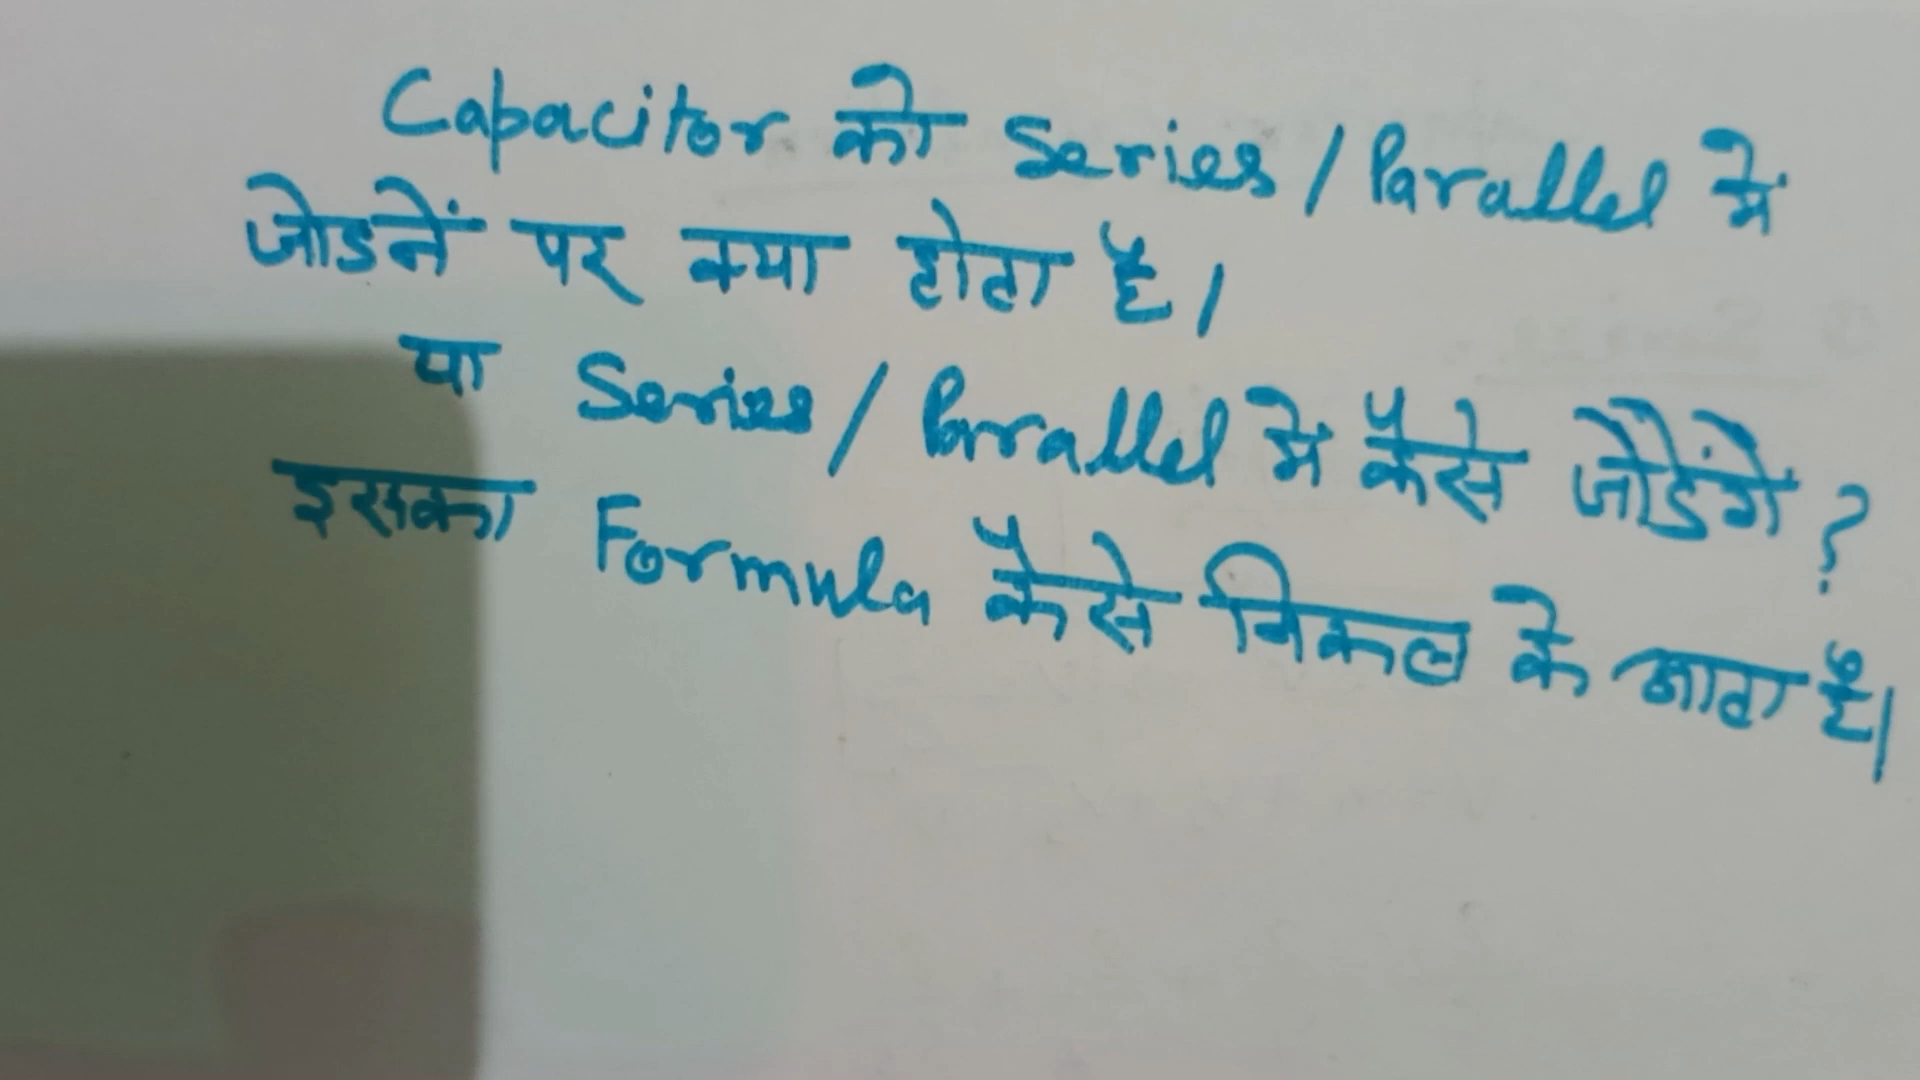 Capacitor को Series / Parallel में
जोडनें पर क्या होता है।
या Series / Parallel में कैसे जोडेंगे ?
इसका Formula कैसे निकल के आता है।